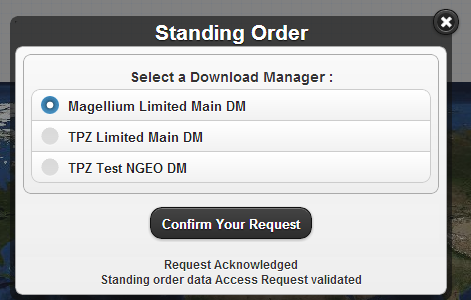 Standing Order
Select a Download Manager :
Magellium Limited Main DM
TPZ Limited Main DM
TPZ Test NGEO DM
Confirm Your Request
Request Acknowledged
Standing order data Access Request validated